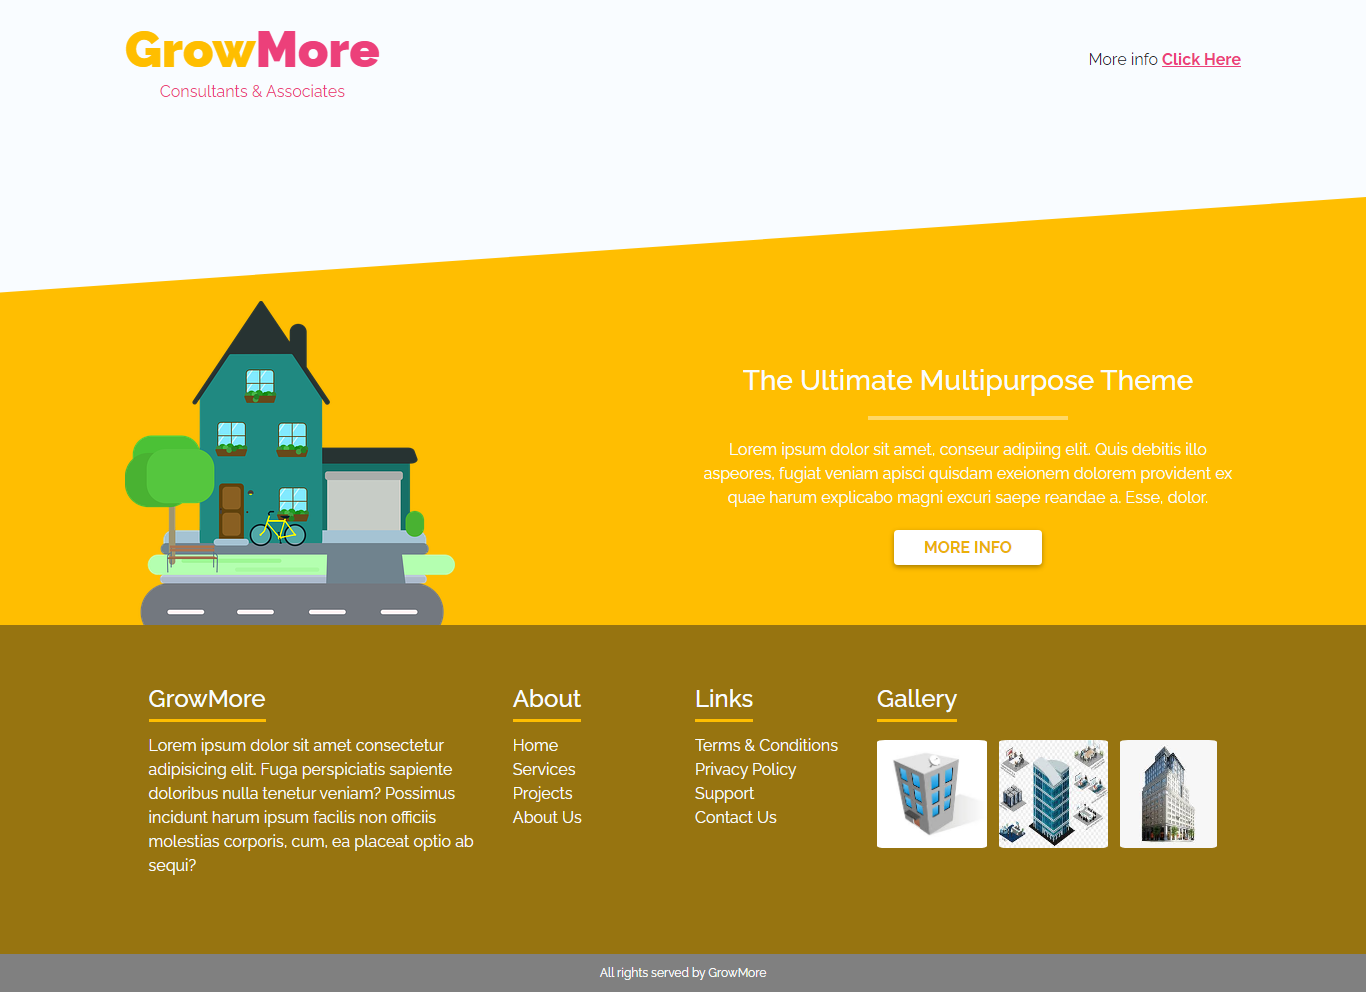 GrowMore
Consultants & Associates
More info Click Here
The Ultimate Multipurpose Theme
Lorem ipsum dolor sit amet, conseur adipiing elit. Quis debitis illo
aspeores, fugiat veniam apisci quisdam exeionem dolorem provident ex
quae harum explicabo magni excuri saepe reandae a. Esse, dolor.
MORE INFO
GrowMore
Lorem ipsum dolor sit amet consectetur
adipisicing elit. Fuga perspiciatis sapiente
doloribus nulla tenetur veniam? Possimus
incidunt harum ipsum facilis non officiis
molestias corporis, cum, ea placeat optio ab
sequi?
About
Home
Services
Projects
About Us
Links
Terms & Conditions
Privacy Policy
Support
Contact Us
Gallery
All rights served by GrowMore